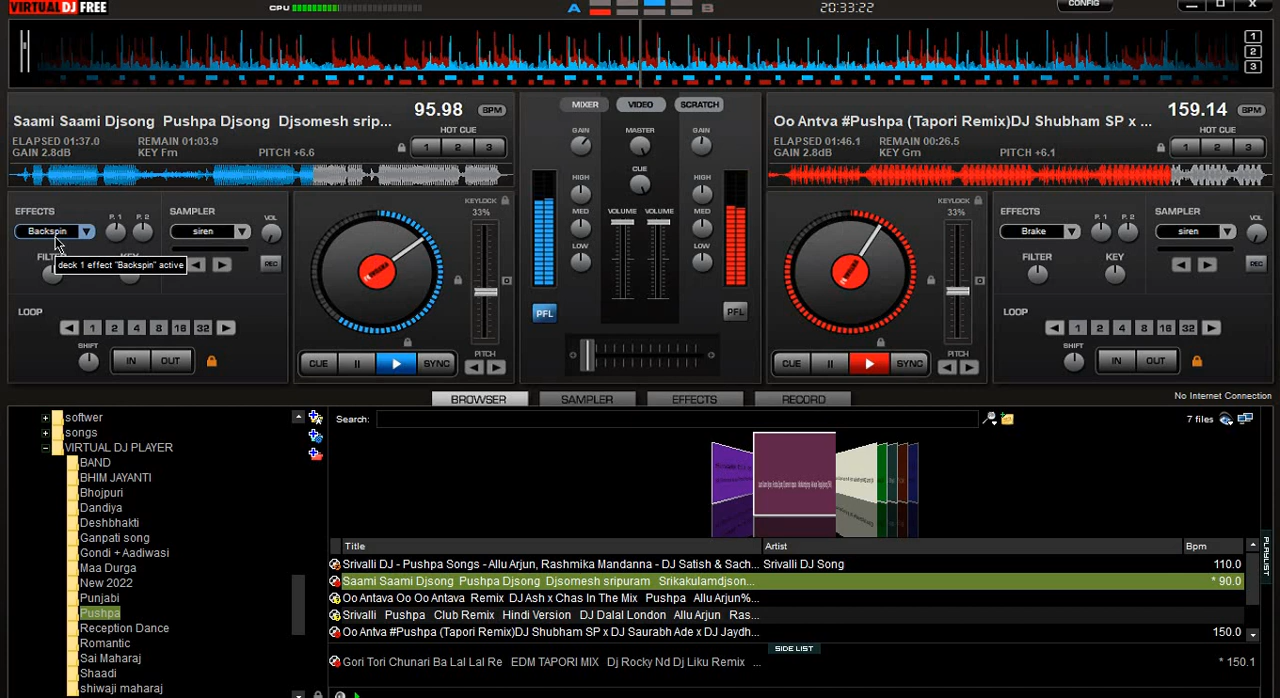 VIRTUAL DJ FREE
CPU
A
B
20:33:22
CONFIG
1
2
3
Saami Saami Djsong Pushpa Djsong Djsomesh srip...
95.98 BPM
ELAPSED 01:37.0 REMAIN 01:03.9
GAIN 2.8dB KEY Fm PITCH +6.6
HOT CUE
1 2 3
MIXER VIDEO SCRATCH
GAIN MASTER GAIN
CUE
HIGH HIGH
MED VOLUME VOLUME MED
LOW LOW
PFL PFL
Oo Antva #Pushpa (Tapori Remix)DJ Shubham SP x ...
159.14 BPM
ELAPSED 01:46.1 REMAIN 00:26.5
GAIN 2.8dB KEY Gm PITCH +6.1
HOT CUE
1 2 3
EFFECTS P. 1 P. 2 SAMPLER VOL
Backspin siren
FILTER KEY REC
deck 1 effect "Backspin" active
LOOP
1 2 4 8 16 32
SHIFT
IN OUT
KEYLOCK
33%
CUE SYNC
PITCH
KEYLOCK
33%
CUE SYNC
PITCH
EFFECTS P. 1 P. 2 SAMPLER VOL
Brake siren
FILTER KEY REC
LOOP
1 2 4 8 16 32
SHIFT
IN OUT
BROWSER SAMPLER EFFECTS RECORD
No Internet Connection
softwer
songs
VIRTUAL DJ PLAYER
BAND
BHIM JAYANTI
Bhojpuri
Dandiya
Deshbhakti
Ganpati song
Gondi + Aadiwasi
Maa Durga
New 2022
Punjabi
Pushpa
Reception Dance
Romantic
Sai Maharaj
Shaadi
shiwaji maharaj
Search:
7 files
Title Artist Bpm
Srivalli DJ - Pushpa Songs - Allu Arjun, Rashmika Mandanna - DJ Satish & Sach... Srivalli DJ Song 110.0
Saami Saami Djsong Pushpa Djsong Djsomesh sripuram Srikakulamdjson... * 90.0
Oo Antava Oo Oo Antava Remix DJ Ash x Chas In The Mix Pushpa Allu Arjun%...
Srivalli Pushpa Club Remix Hindi Version DJ Dalal London Allu Arjun Ras...
Oo Antva #Pushpa (Tapori Remix)DJ Shubham SP x DJ Saurabh Ade x DJ Jaydh... 150.0
SIDE LIST
Gori Tori Chunari Ba Lal Lal Re EDM TAPORI MIX Dj Rocky Nd Dj Liku Remix ... * 150.1
PLAYLIST